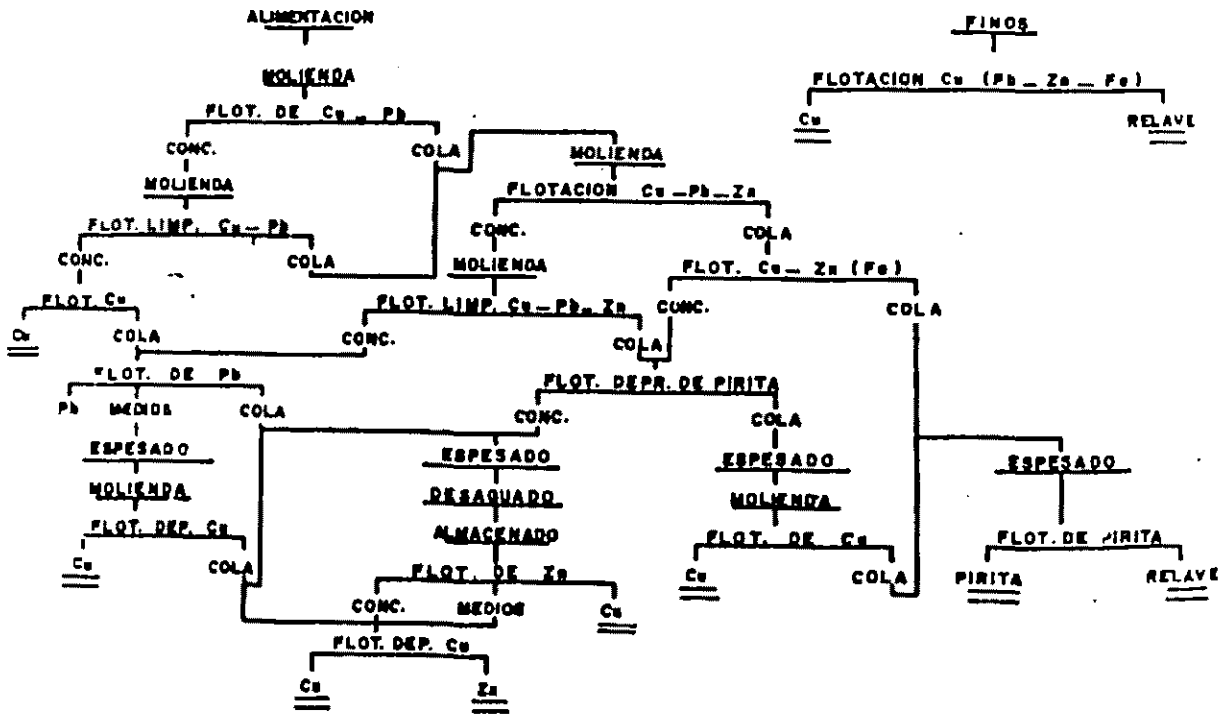 ALIMENTACION
FINOS
MOLIENDA
FLOTACION Cu (Pb - Zn - Fe)
FLOT. DE Cu - Pb
Cu
RELAVE
CONC.
COLA
MOLIENDA
MOLIENDA
FLOTACION Cu - Pb - Zn
FLOT. LIMP. Cu - Pb
CONC.
COLA
CONC.
COLA
MOLIENDA
FLOT. Cu - Zn (Fe)
FLOT. Cu
FLOT. LIMP. Cu - Pb - Zn
CONC.
COLA
Cu
COLA
CONC.
COLA
FLOT. DE Pb
FLOT. DEPR. DE PIRITA
Pb
MEDIOS
COLA
CONC.
COLA
ESPESADO
ESPESADO
ESPESADO
ESPESADO
MOLIENDA
DESAGUADO
MOLIENDA
FLOT. DEP. Cu
ALMACENADO
FLOT. DE Cu
FLOT. DE PIRITA
Cu
COLA
FLOT. DE Zn
Cu
COLA
PIRITA
RELAVE
CONC.
MEDIOS
Cu
FLOT. DEP. Cu
Cu
Zn